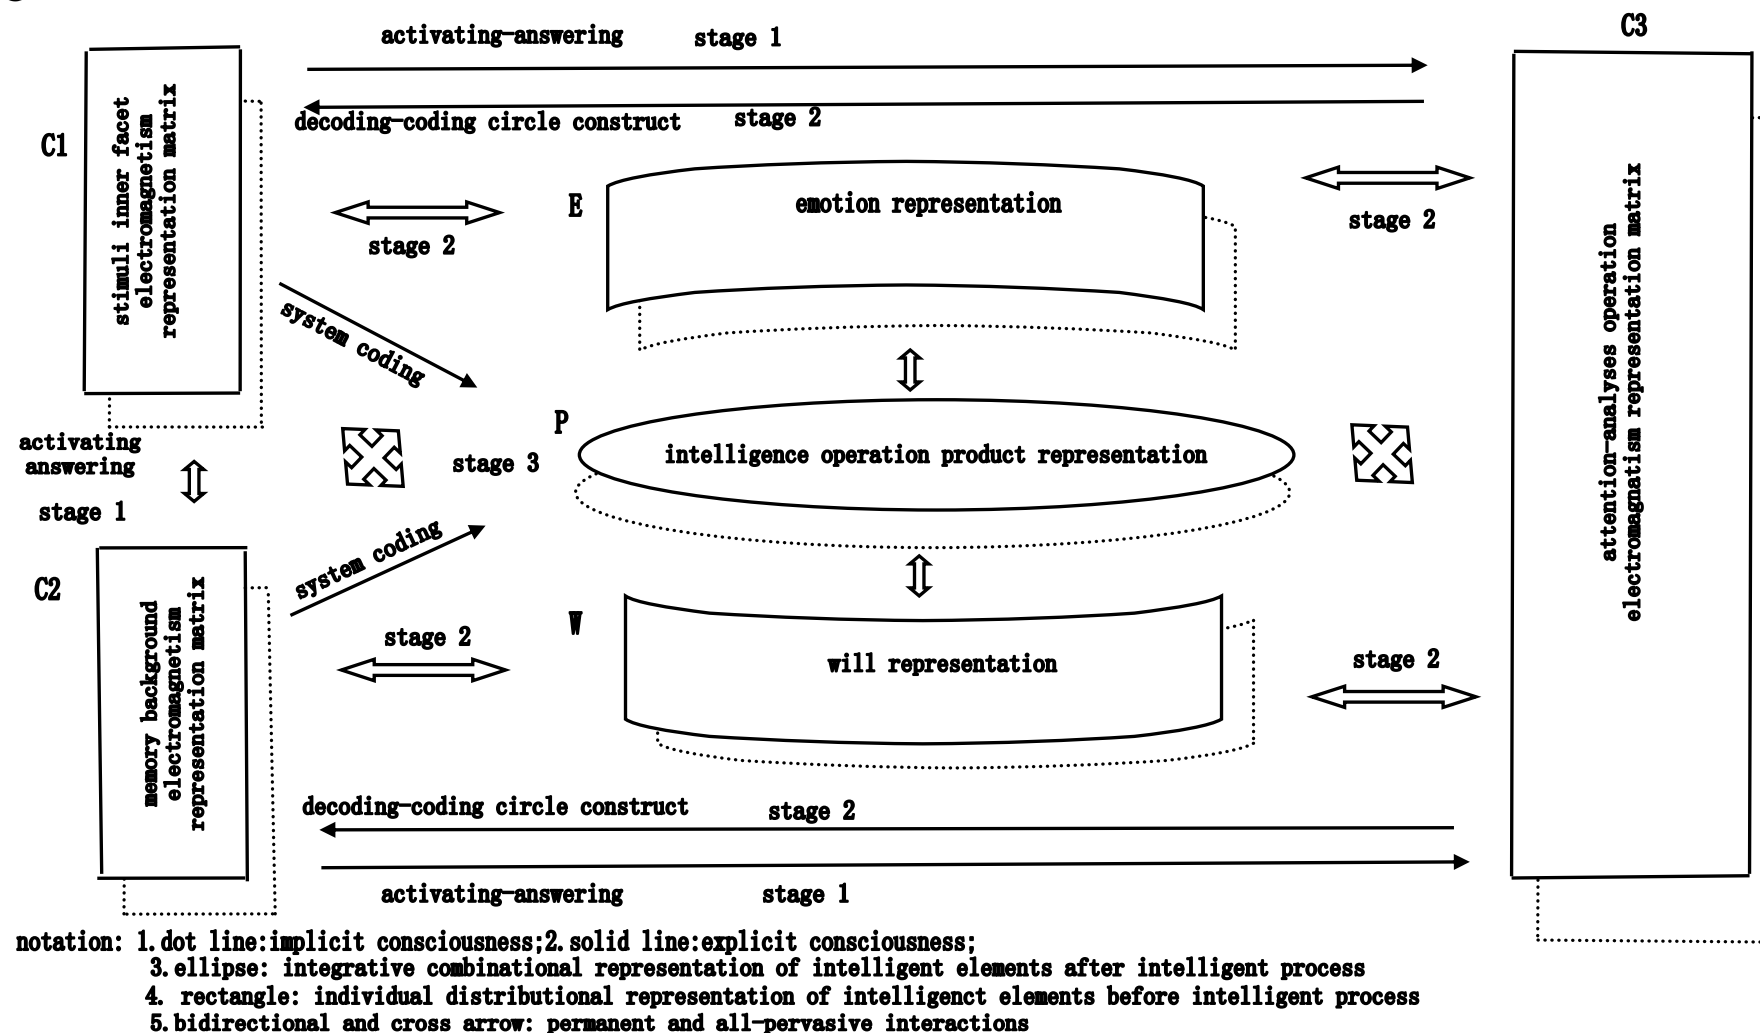 C3
activating-answering stage 1
decoding-coding circle construct stage 2
C1
stimuli inner facet
electromagnetism
representation matrix
E
emotion representation
stage 2
stage 2
system coding
attention-analyses operation
electromagnatism representation matrix
P
intelligence operation product representation
stage 3
activating
answering
stage 1
system coding
C2
memory background
electromagnetism
representation matrix
W
will representation
stage 2
stage 2
decoding-coding circle construct stage 2
activating-answering stage 1
notation: 1.dot line:implicit consciousness;2.solid line:explicit consciousness;
3.ellipse: integrative combinational representation of intelligent elements after intelligent process
4. rectangle: individual distributional representation of intelligenct elements before intelligent process
5.bidirectional and cross arrow: permanent and all-pervasive interactions